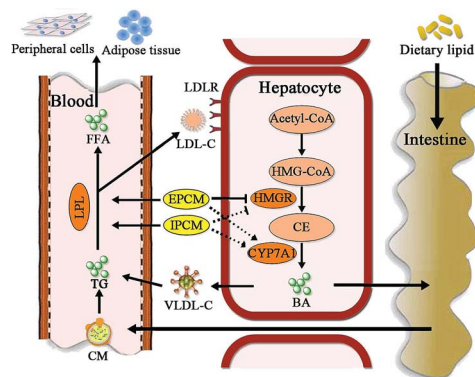 Peripheral cells
Adipose tissue
Dietary lipid
Blood
LDLR
Hepatocyte
FFA
LDL-C
Acetyl-CoA
Intestine
HMG-CoA
LPL
EPCM
HMGR
IPCM
CE
CYP7A1
TG
VLDL-C
BA
CM